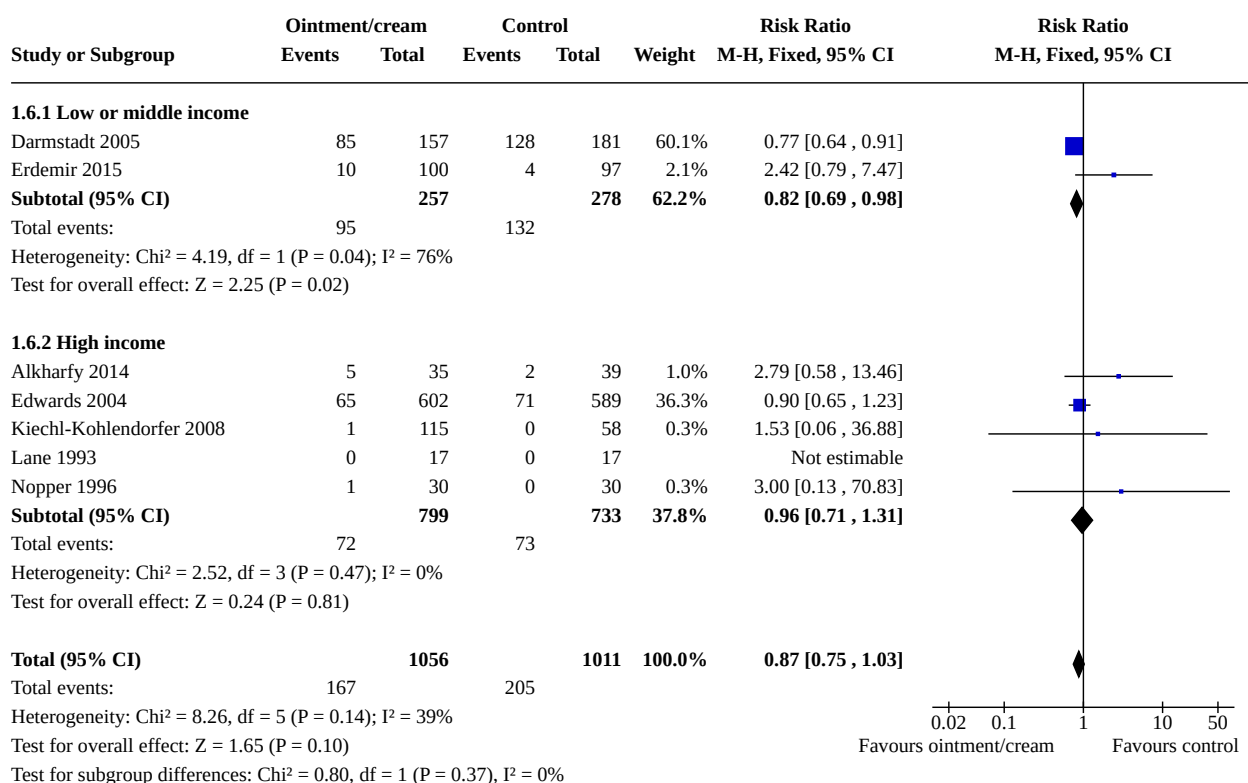 Ointment/cream Control Risk Ratio Risk Ratio
Study or Subgroup Events Total Events Total Weight M-H, Fixed, 95% CI M-H, Fixed, 95% CI
1.6.1 Low or middle income
Darmstadt 2005 85 157 128 181 60.1% 0.77 [0.64 , 0.91]
Erdemir 2015 10 100 4 97 2.1% 2.42 [0.79 , 7.47]
Subtotal (95% CI) 257 278 62.2% 0.82 [0.69 , 0.98]
Total events: 95 132
Heterogeneity: Chi² = 4.19, df = 1 (P = 0.04); I² = 76%
Test for overall effect: Z = 2.25 (P = 0.02)
1.6.2 High income
Alkharfy 2014 5 35 2 39 1.0% 2.79 [0.58 , 13.46]
Edwards 2004 65 602 71 589 36.3% 0.90 [0.65 , 1.23]
Kiechl-Kohlendorfer 2008 1 115 0 58 0.3% 1.53 [0.06 , 36.88]
Lane 1993 0 17 0 17 Not estimable
Nopper 1996 1 30 0 30 0.3% 3.00 [0.13 , 70.83]
Subtotal (95% CI) 799 733 37.8% 0.96 [0.71 , 1.31]
Total events: 72 73
Heterogeneity: Chi² = 2.52, df = 3 (P = 0.47); I² = 0%
Test for overall effect: Z = 0.24 (P = 0.81)
Total (95% CI) 1056 1011 100.0% 0.87 [0.75 , 1.03]
Total events: 167 205
Heterogeneity: Chi² = 8.26, df = 5 (P = 0.14); I² = 39%
0.02 0.1 1 10 50
Test for overall effect: Z = 1.65 (P = 0.10)
Favours ointment/cream Favours control
Test for subgroup differences: Chi² = 0.80, df = 1 (P = 0.37), I² = 0%